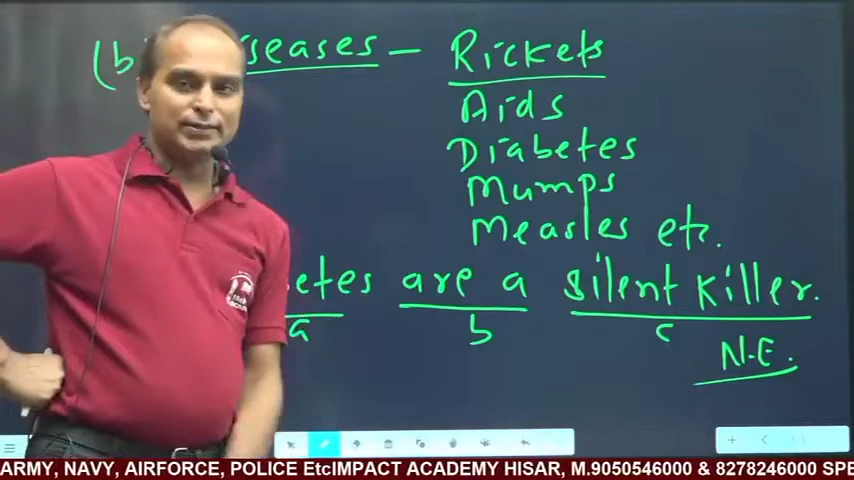 (b) iseases – Rickets
Aids
Diabetes
Mumps
Measles etc.
etes are a silent killer.
a b c
N.E.
ARMY, NAVY, AIRFORCE, POLICE EtcIMPACT ACADEMY HISAR, M.9050546000 & 8278246000 SPE